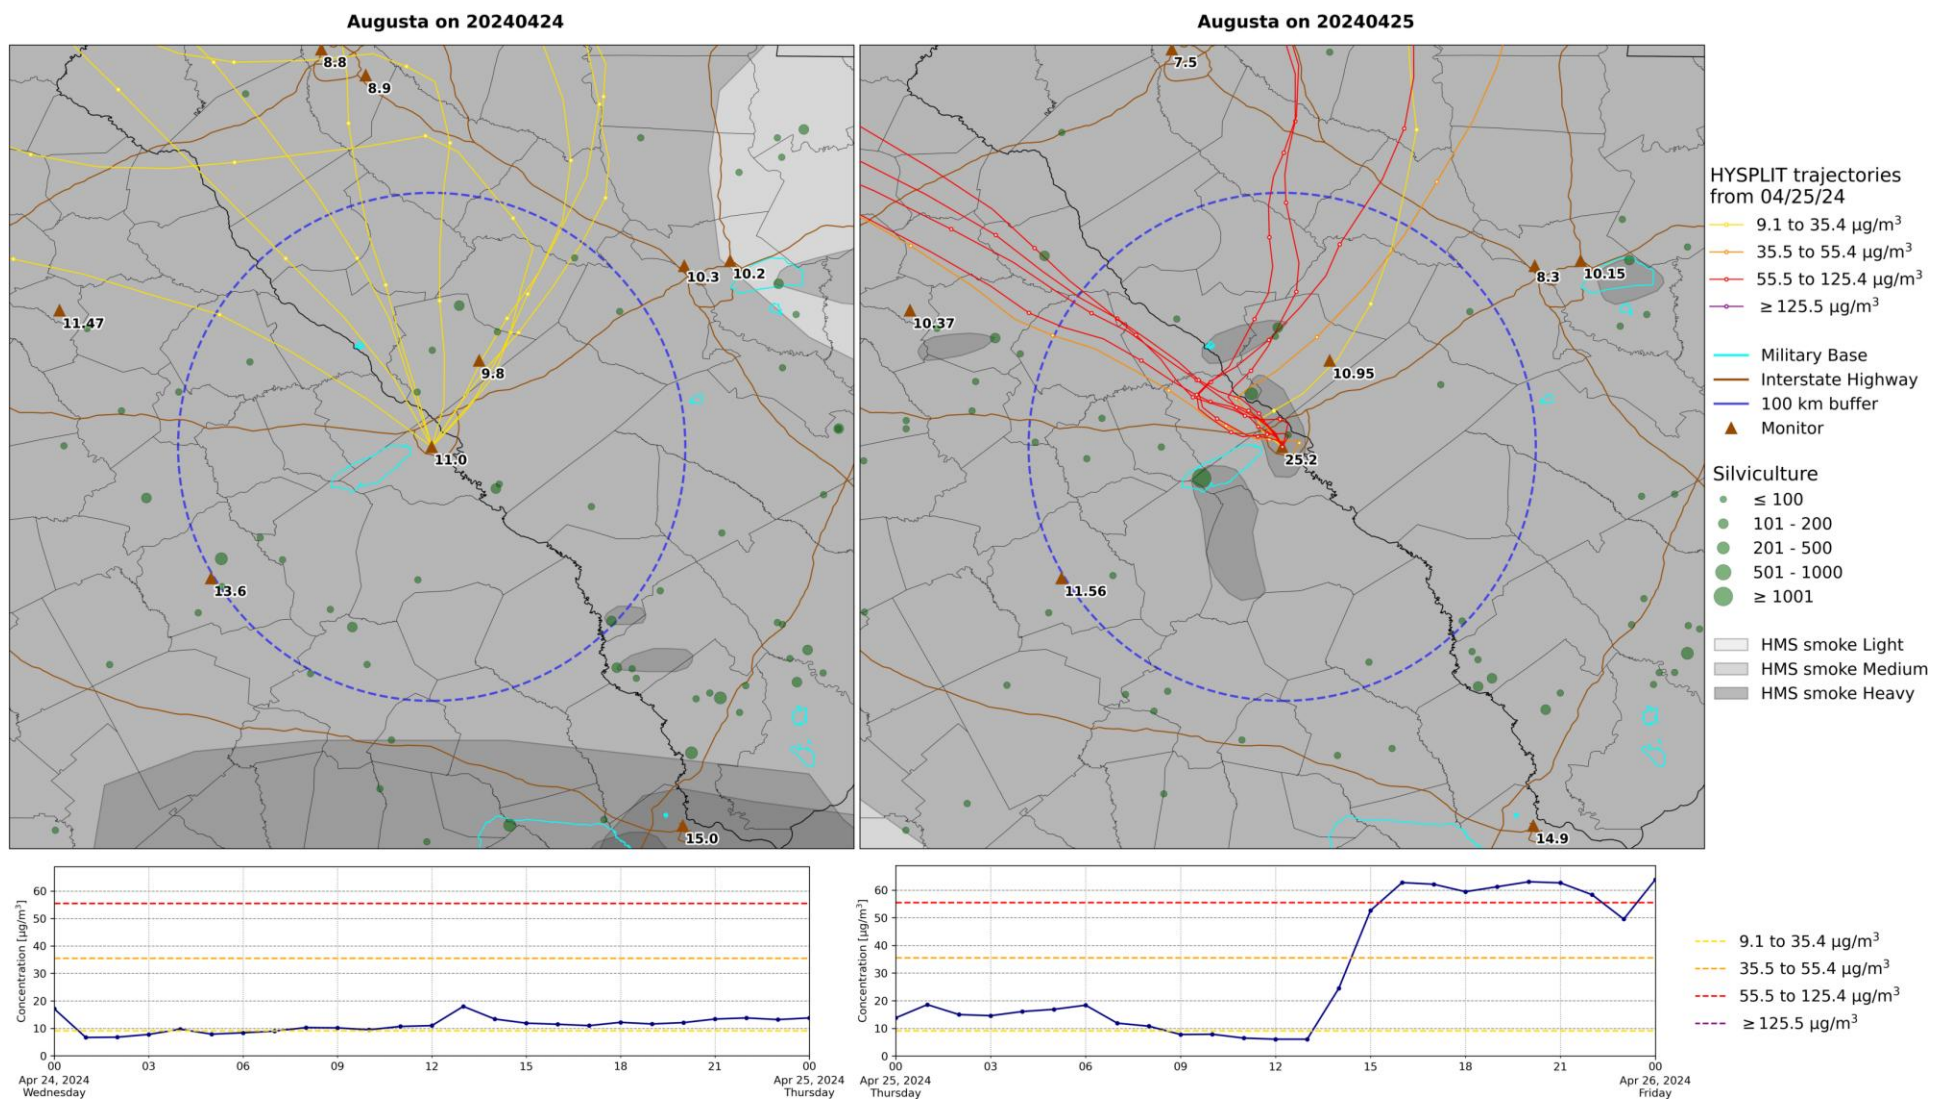 Augusta on 20240424
8.8
8.9
10.3
10.2
11.47
9.8
11.0
13.6
15.0
Augusta on 20240425
7.5
8.3
10.15
10.37
10.95
25.2
11.56
14.9
HYSPLIT trajectories
from 04/25/24
9.1 to 35.4 µg/m³
35.5 to 55.4 µg/m³
55.5 to 125.4 µg/m³
≥ 125.5 µg/m³
Military Base
Interstate Highway
100 km buffer
Monitor
Silviculture
≤ 100
101 - 200
201 - 500
501 - 1000
≥ 1001
HMS smoke Light
HMS smoke Medium
HMS smoke Heavy
Concentration [µg/m³]
60
50
40
30
20
10
0
00 03 06 09 12 15 18 21 00
Apr 24, 2024 Apr 25, 2024
Wednesday Thursday
Concentration [µg/m³]
60
50
40
30
20
10
0
00 03 06 09 12 15 18 21 00
Apr 25, 2024 Apr 26, 2024
Thursday Friday
9.1 to 35.4 µg/m³
35.5 to 55.4 µg/m³
55.5 to 125.4 µg/m³
≥ 125.5 µg/m³